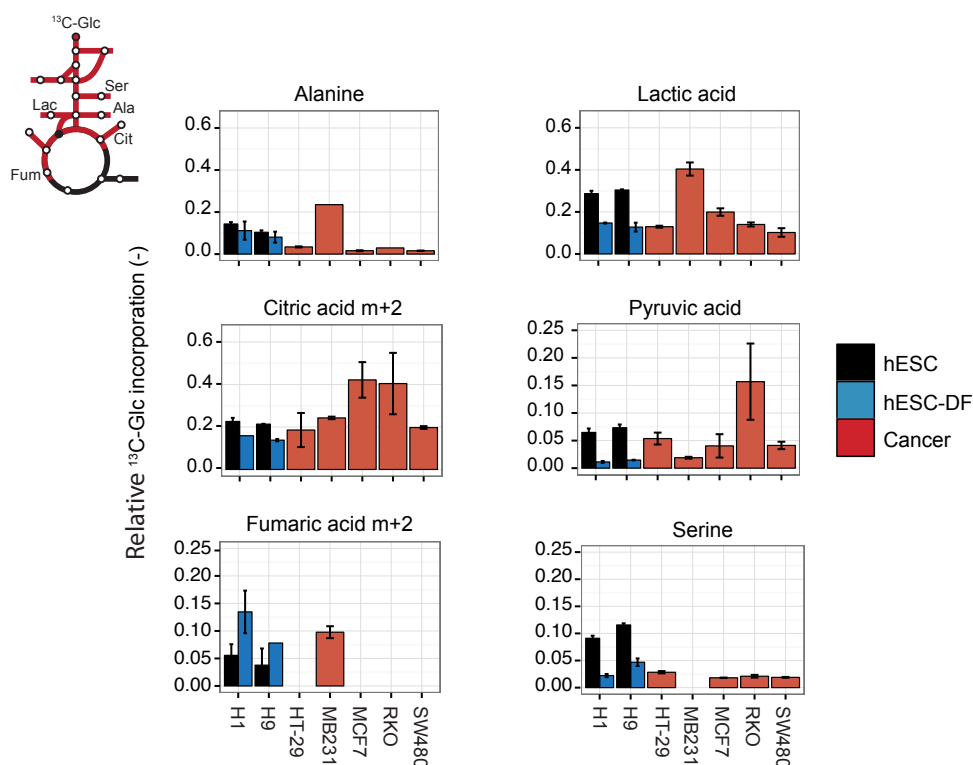 ¹³C-Glc
Ser
Lac
Ala
Cit
Fum
Relative ¹³C-Glc incorporation (-)
Alanine
0.6
0.4
0.2
0.0
Lactic acid
0.6
0.4
0.2
0.0
Citric acid m+2
0.6
0.4
0.2
0.0
Pyruvic acid
0.25
0.20
0.15
0.10
0.05
0.00
hESC
hESC-DF
Cancer
Fumaric acid m+2
0.25
0.20
0.15
0.10
0.05
0.00
H1
H9
HT-29
MB231
MCF7
RKO
SW480
Serine
0.25
0.20
0.15
0.10
0.05
0.00
H1
H9
HT-29
MB231
MCF7
RKO
SW480